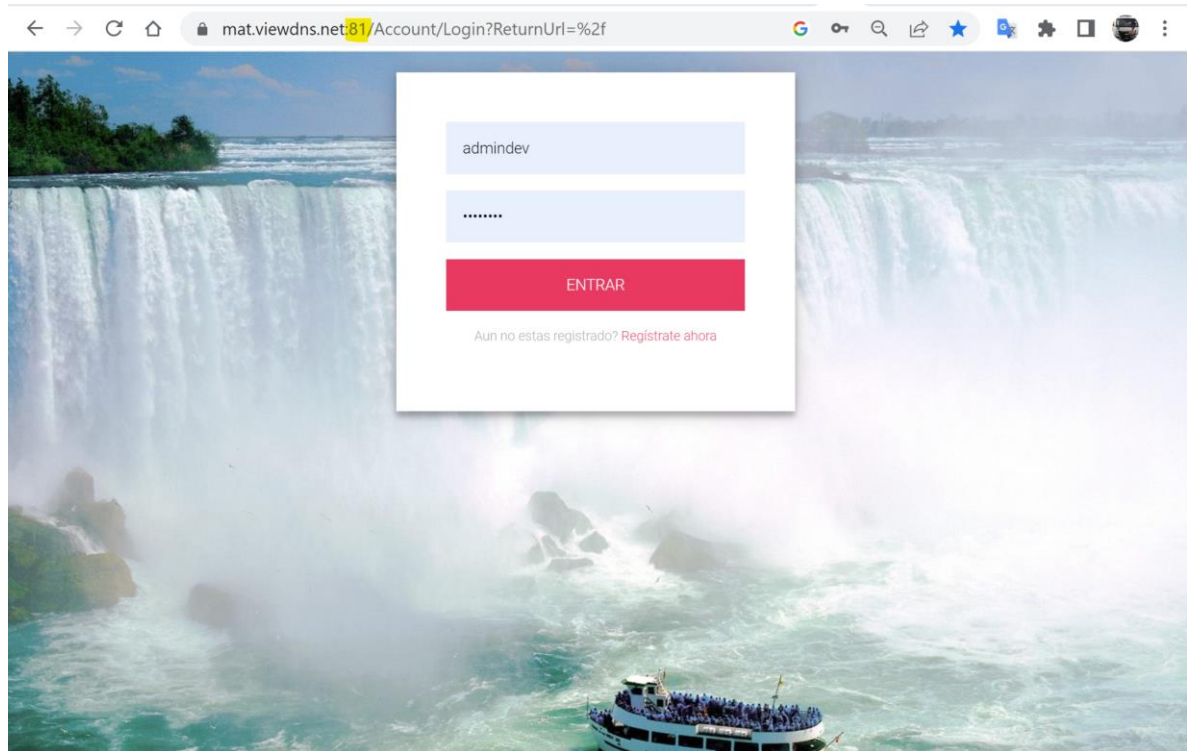 mat.viewdns.net:81/Account/Login?ReturnUrl=%2f
admindev
••••••••
ENTRAR
Aun no estas registrado? Regístrate ahora